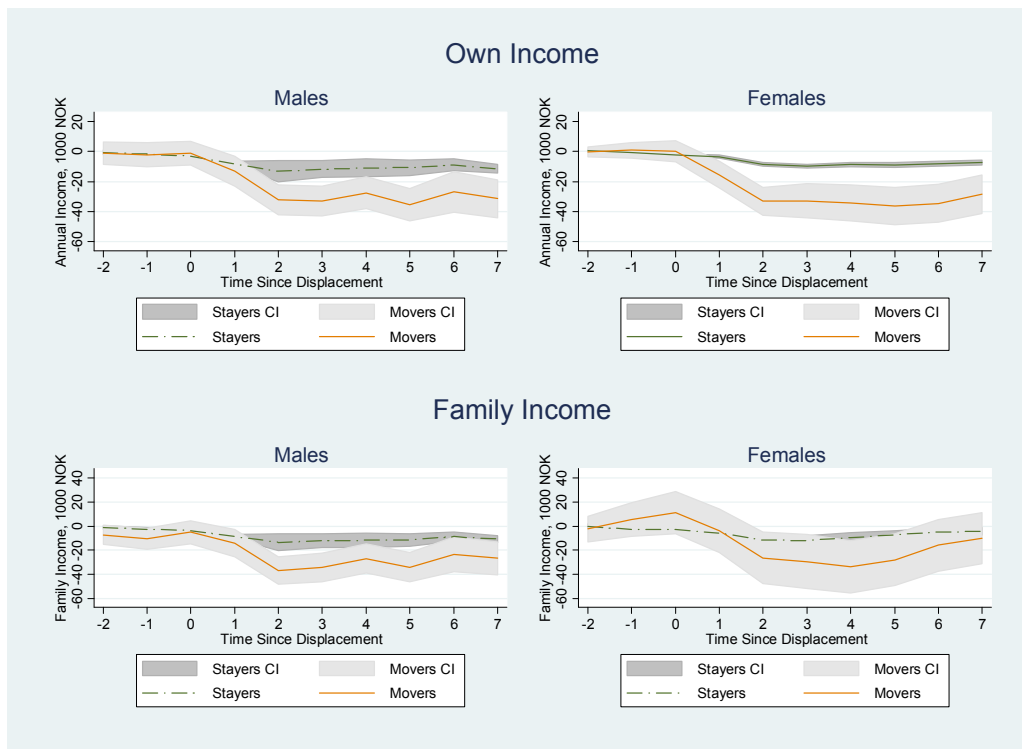 Own Income
Males
Females
Annual Income, 1000 NOK
20
0
-20
-40
-60
-2 -1 0 1 2 3 4 5 6 7
Time Since Displacement
Stayers CI Movers CI
Stayers Movers
Annual Income, 1000 NOK
20
0
-20
-40
-60
-2 -1 0 1 2 3 4 5 6 7
Time Since Displacement
Stayers CI Movers CI
Stayers Movers
Family Income
Males
Females
Family Income, 1000 NOK
40
20
0
-20
-40
-60
-2 -1 0 1 2 3 4 5 6 7
Time Since Displacement
Stayers CI Movers CI
Stayers Movers
Family Income, 1000 NOK
40
20
0
-20
-40
-60
-2 -1 0 1 2 3 4 5 6 7
Time Since Displacement
Stayers CI Movers CI
Stayers Movers